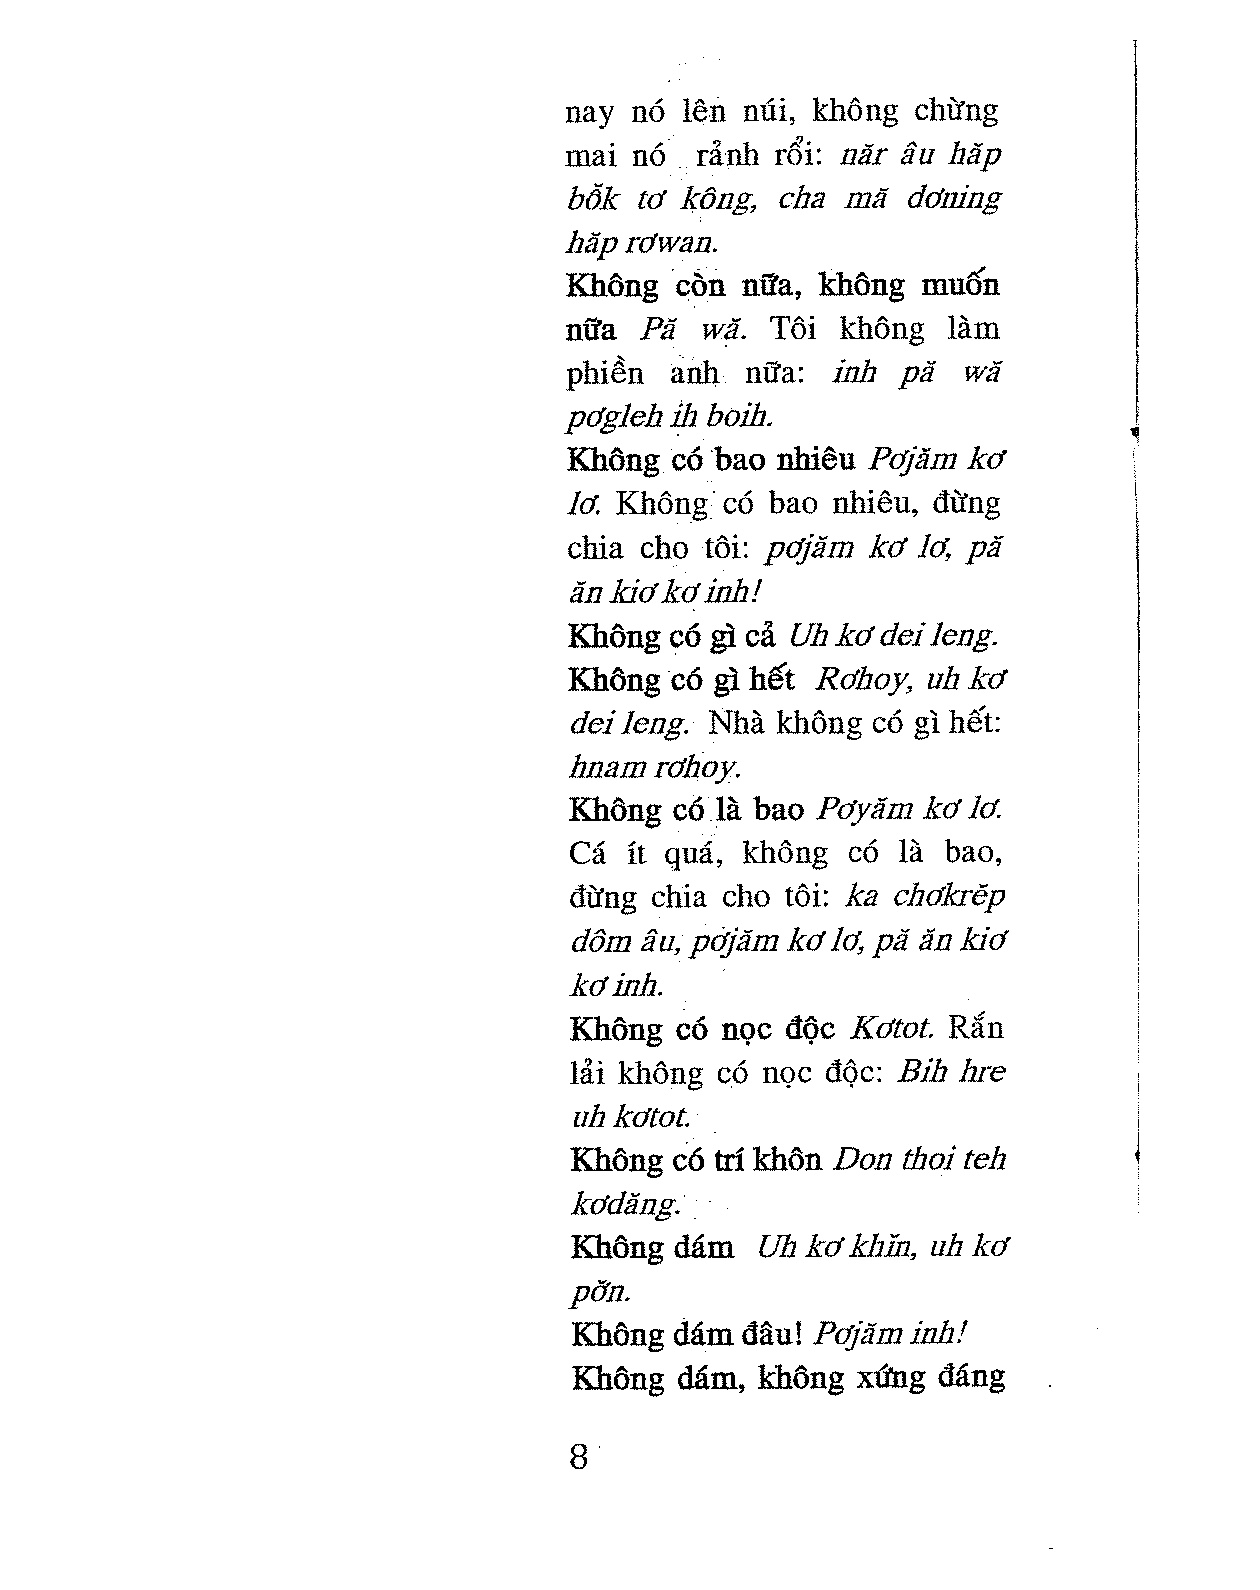 nay nó lên núi, không chừng
mai nó rảnh rổi: năr âu hăp
bŏ̆k tơ kông, cha mă dơning
hăp rơwan.
Không còn nữa, không muốn
nữa Pă wă. Tôi không làm
phiền anh nữa: inh pă wă
pơgleh ih boih.
Không có bao nhiêu Pơjăm kơ
lơ. Không có bao nhiêu, đừng
chia cho tôi: pơjăm kơ lơ, pă
ăn kiơ kơ inh!
Không có gì cả Uh kơ dei leng.
Không có gì hết Rơhoy, uh kơ
dei leng. Nhà không có gì hết:
hnam rơhoy.
Không có là bao Pơyăm kơ lơ.
Cá ít quá, không có là bao,
đừng chia cho tôi: ka chơkrĕp
dôm âu, pơjăm kơ lơ, pă ăn kiơ
kơ inh.
Không có nọc độc Kơtot. Rắn
lải không có nọc độc: Bih hre
uh kơtot.
Không có trí khôn Don thoi teh
kơdăng.
Không dám Uh kơ khĭn, uh kơ
pơ̆n.
Không dám đâu! Pơjăm inh!
Không dám, không xứng đáng
8